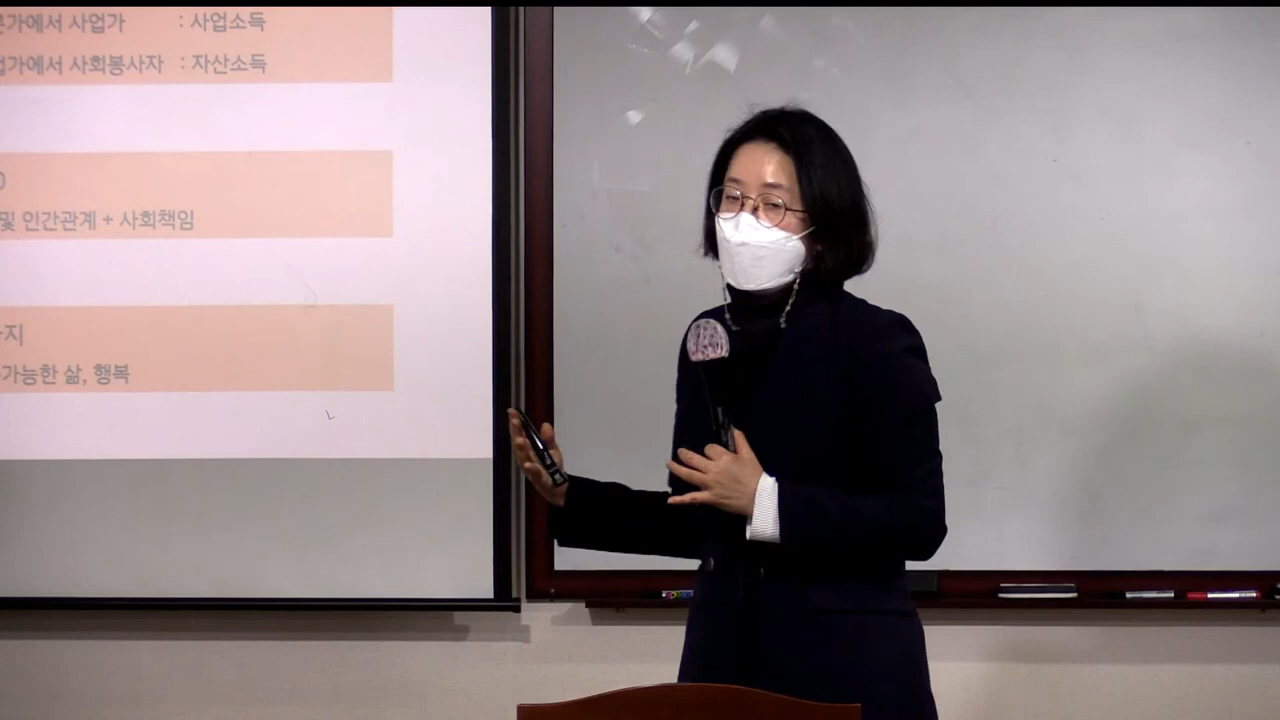 가에서 사업가 : 사업소득
가에서 사회봉사자 : 자산소득
및 인간관계 + 사회책임
지
가능한 삶, 행복